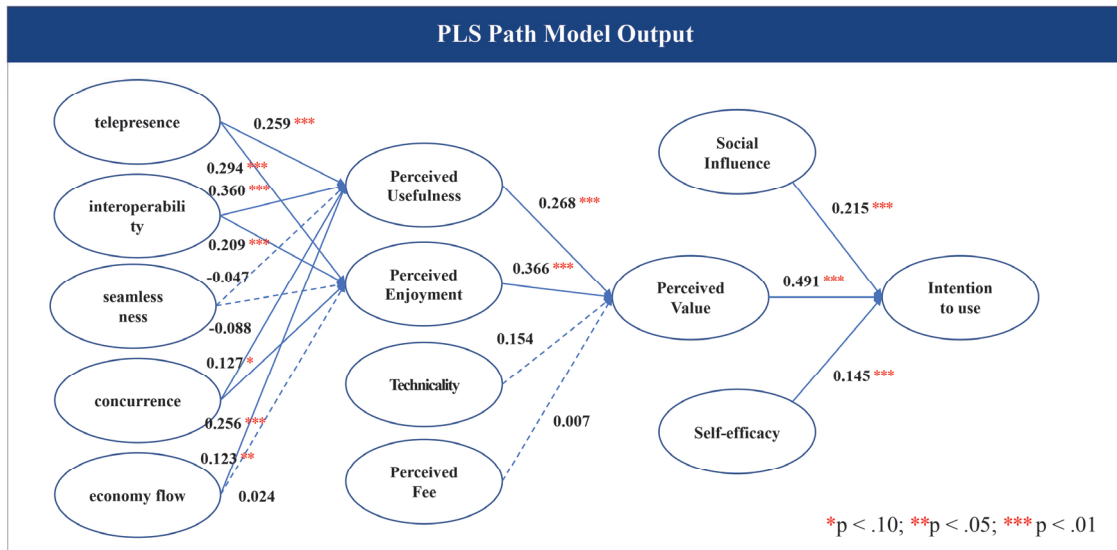 PLS Path Model Output
telepresence
interoperabili
ty
seamless
ness
concurrence
economy flow
0.259 ***
0.294 ***
0.360 ***
0.209 ***
-0.047
-0.088
0.127 *
0.256 ***
0.123 **
0.024
Perceived
Usefulness
Perceived
Enjoyment
Technicality
Perceived
Fee
0.268 ***
0.366 ***
0.154
0.007
Perceived
Value
Social
Influence
Self-efficacy
0.215 ***
0.491 ***
0.145 ***
Intention
to use
*p < .10; **p < .05; *** p < .01